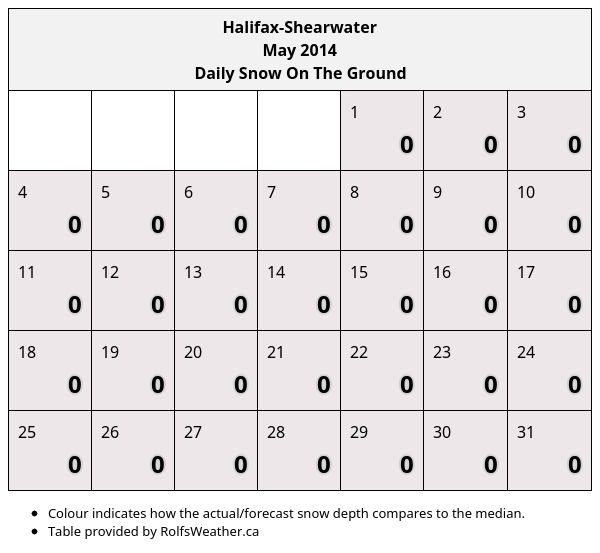 Halifax-Shearwater
May 2014
Daily Snow On The Ground
1 2 3
0 0 0
4 5 6 7 8 9 10
0 0 0 0 0 0 0
11 12 13 14 15 16 17
0 0 0 0 0 0 0
18 19 20 21 22 23 24
0 0 0 0 0 0 0
25 26 27 28 29 30 31
0 0 0 0 0 0 0
• Colour indicates how the actual/forecast snow depth compares to the median.
• Table provided by RolfsWeather.ca